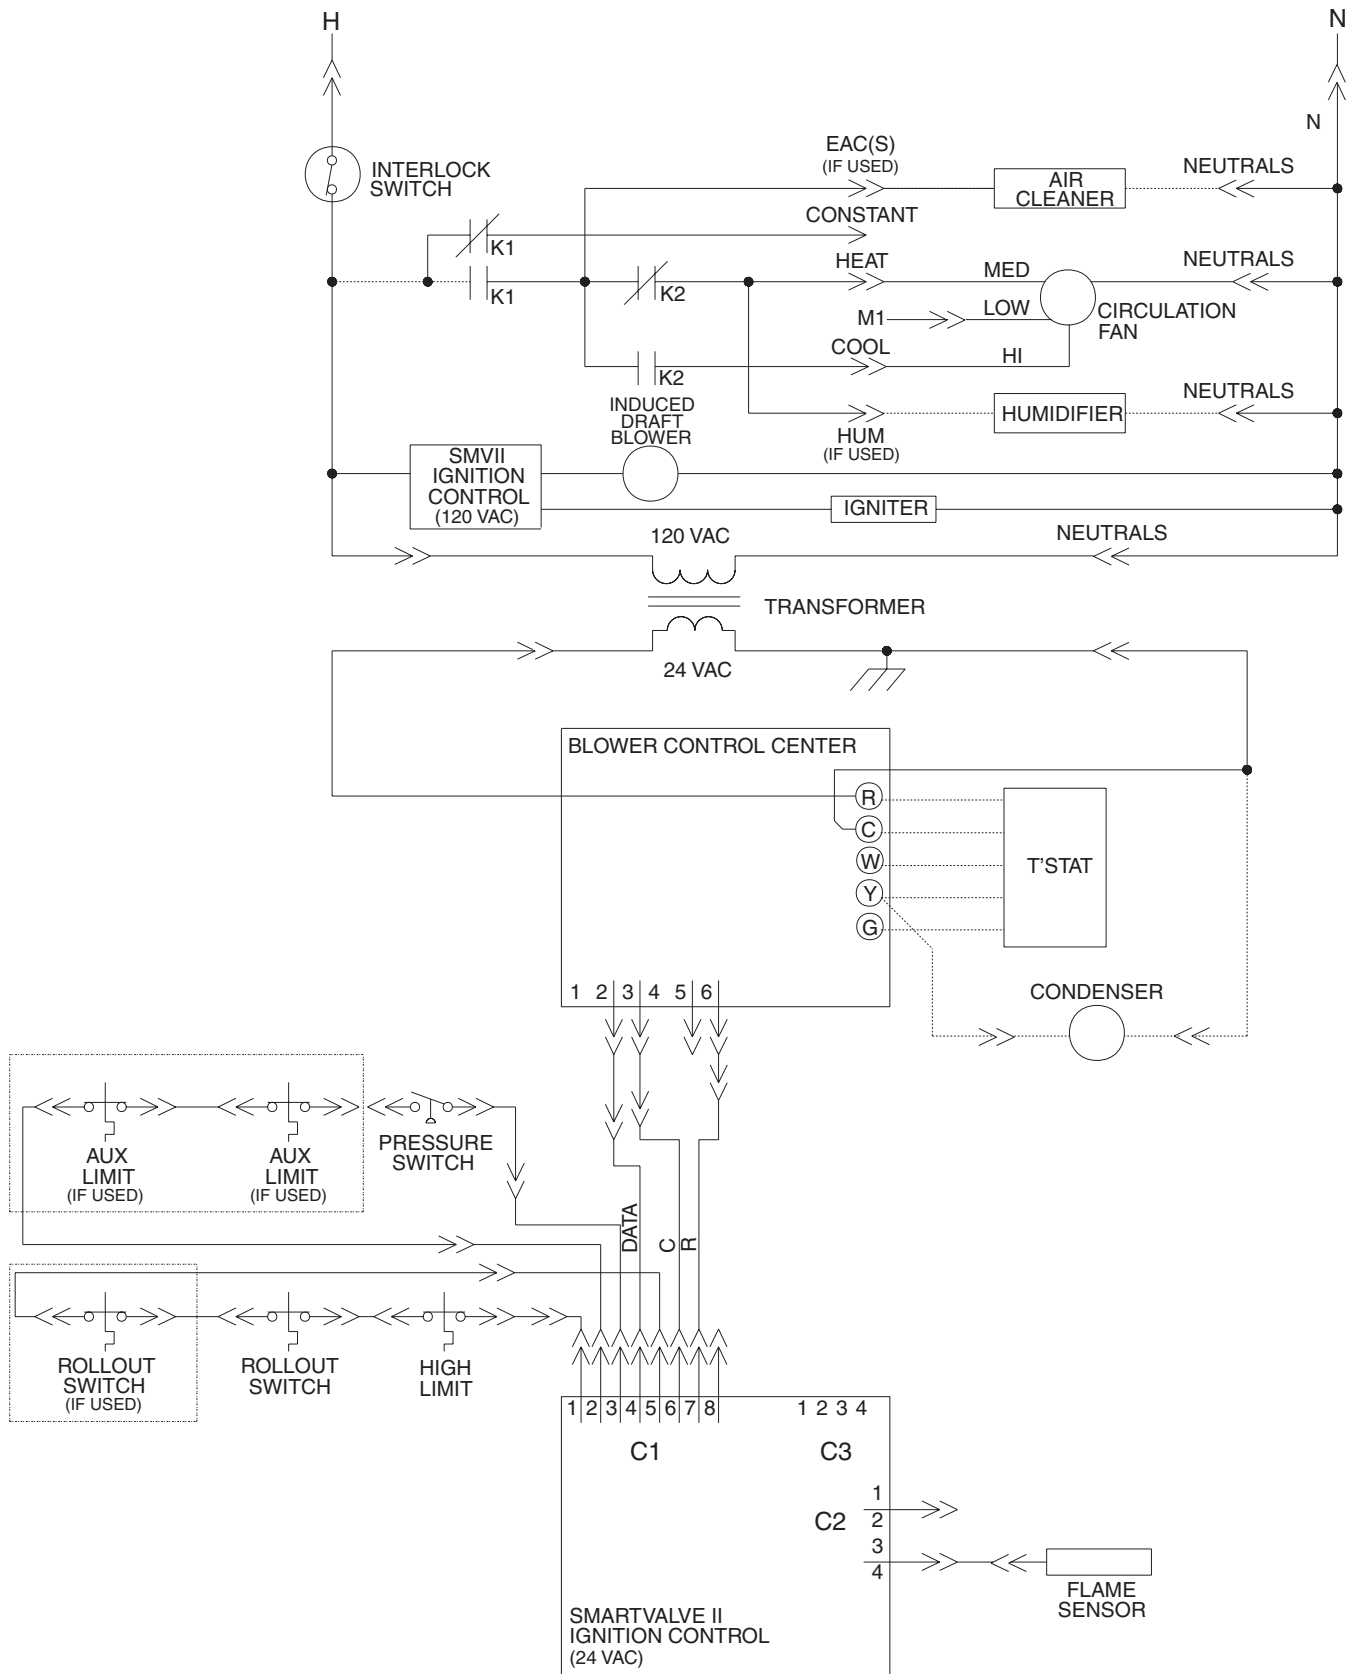 H
N
N
INTERLOCK
SWITCH
EAC(S)
(IF USED)
AIR
CLEANER
NEUTRALS
CONSTANT
K1
K1
HEAT
MED
NEUTRALS
K2
M1
LOW
CIRCULATION
FAN
COOL
HI
K2
INDUCED
DRAFT
BLOWER
HUM
(IF USED)
HUMIDIFIER
NEUTRALS
SMVII
IGNITION
CONTROL
(120 VAC)
IGNITER
120 VAC
NEUTRALS
TRANSFORMER
24 VAC
BLOWER CONTROL CENTER
R
C
W
Y
G
T'STAT
1 2 3 4 5 6
CONDENSER
AUX
LIMIT
(IF USED)
AUX
LIMIT
(IF USED)
PRESSURE
SWITCH
DATA
C
R
ROLLOUT
SWITCH
(IF USED)
ROLLOUT
SWITCH
HIGH
LIMIT
1 2 3 4 5 6 7 8
1 2 3 4
C1
C3
C2
1
2
3
4
FLAME
SENSOR
SMARTVALVE II
IGNITION CONTROL
(24 VAC)